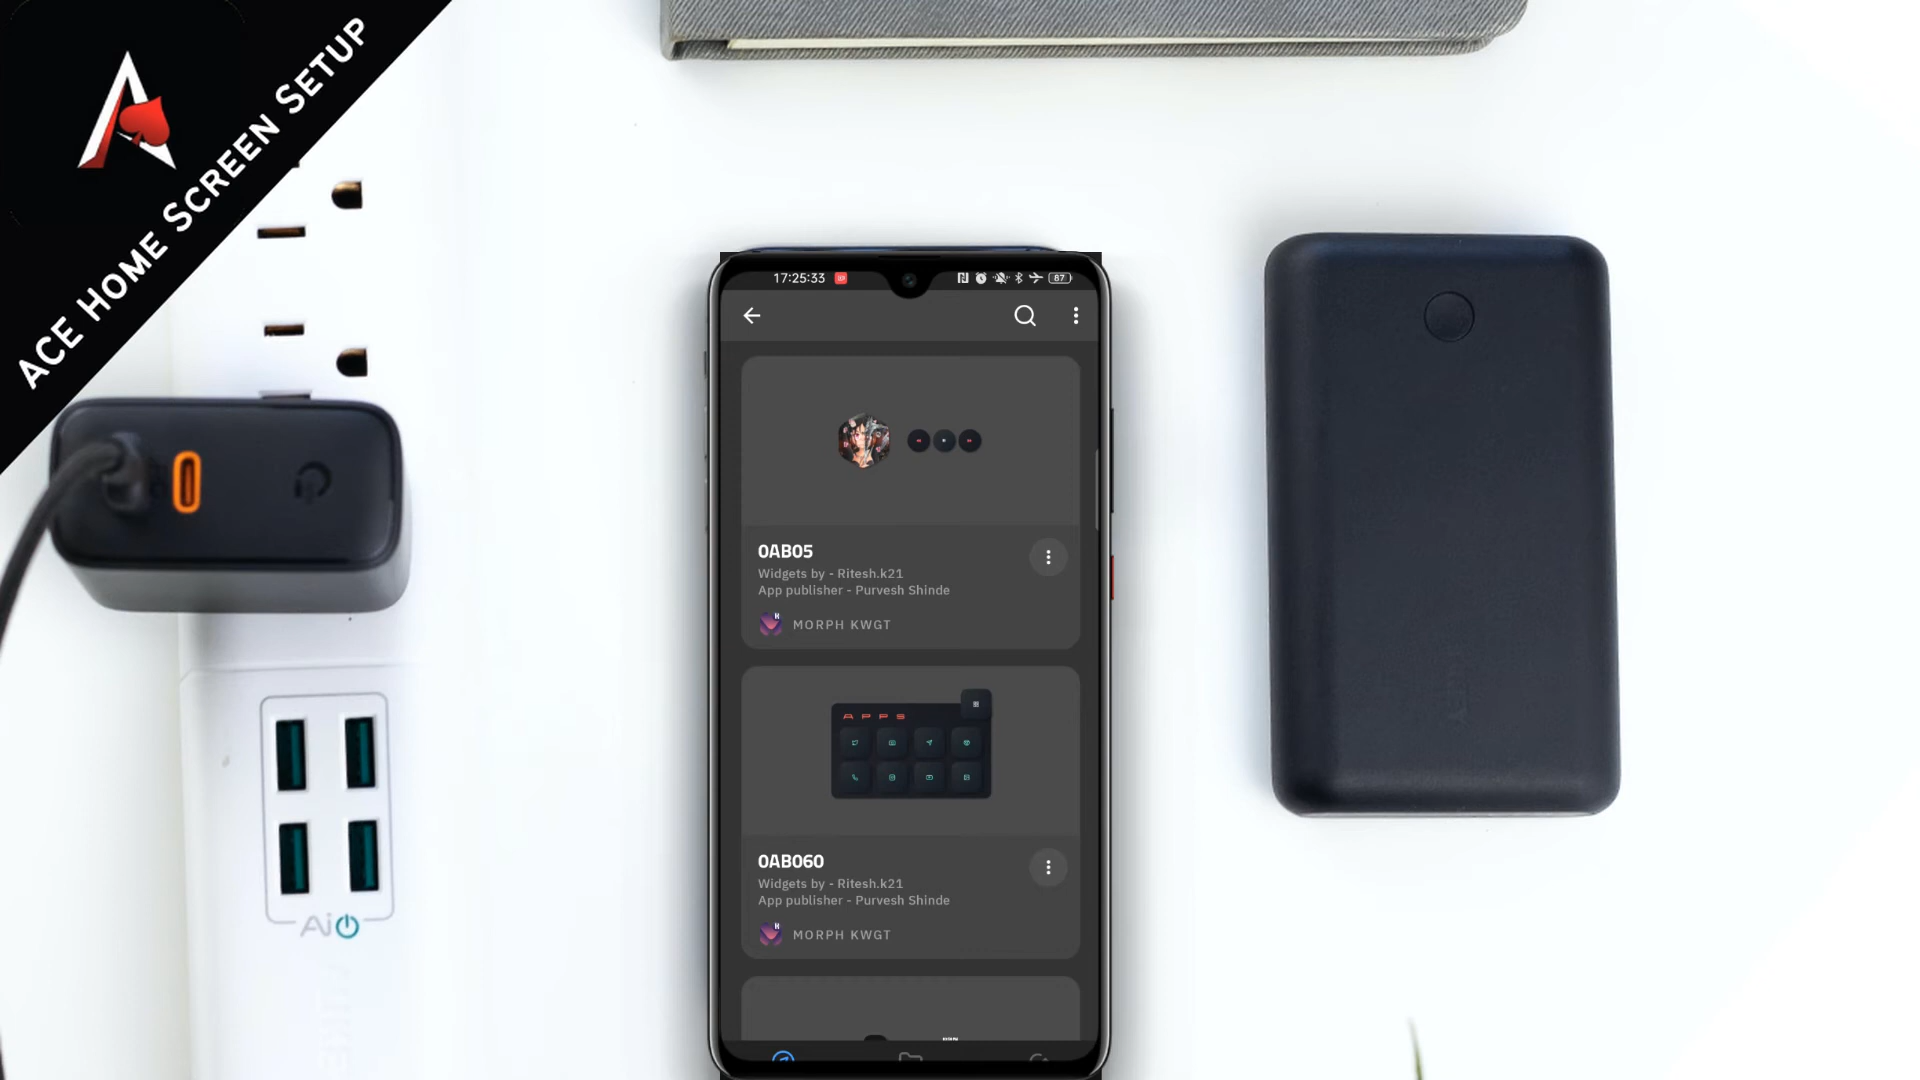 ACE HOME SCREEN SETUP
17:25:33
87
0AB05
Widgets by - Ritesh.k21
App publisher - Purvesh Shinde
MORPH KWGT
APPS
0AB060
Widgets by - Ritesh.k21
App publisher - Purvesh Shinde
MORPH KWGT
Ai